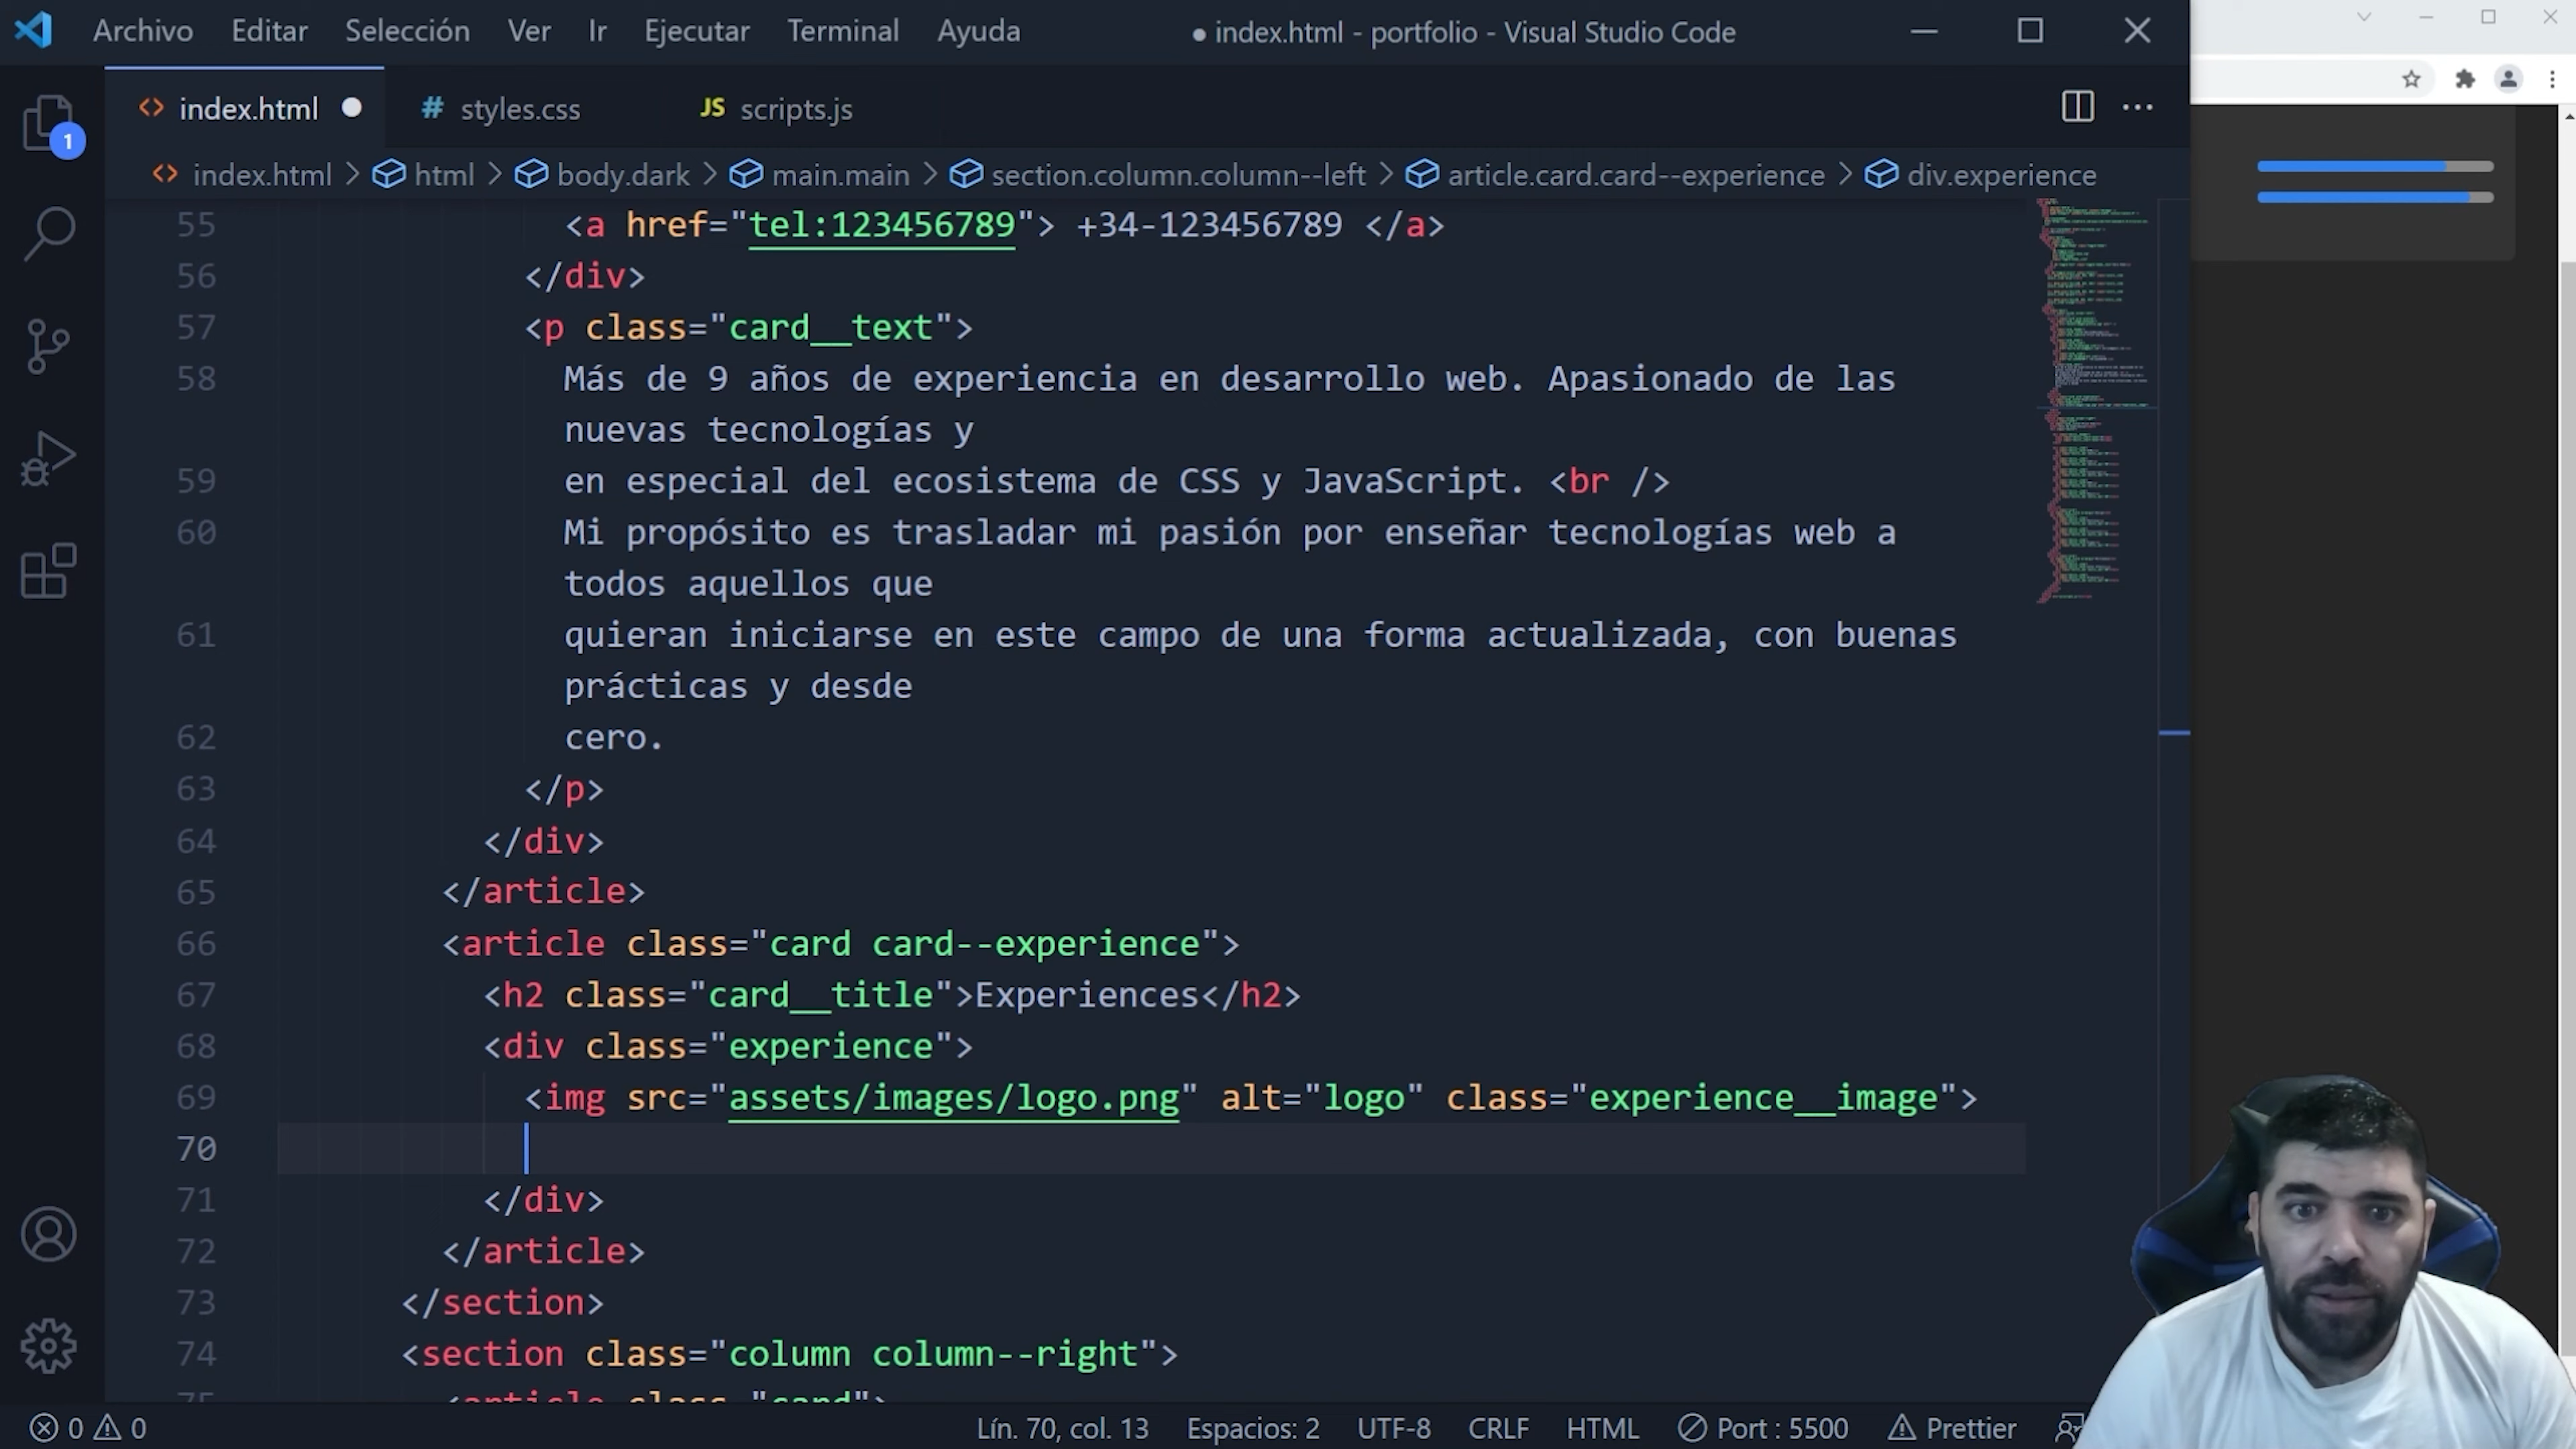 Archivo Editar Selección Ver Ir Ejecutar Terminal Ayuda ● index.html - portfolio - Visual Studio Code
index.html # styles.css JS scripts.js
1
index.html > html > body.dark > main.main > section.column.column--left > article.card.card--experience > div.experience
55 <a href="tel:123456789"> +34-123456789 </a>
56 </div>
57 <p class="card__text">
58 Más de 9 años de experiencia en desarrollo web. Apasionado de las
nuevas tecnologías y
59 en especial del ecosistema de CSS y JavaScript. <br />
60 Mi propósito es trasladar mi pasión por enseñar tecnologías web a
todos aquellos que
61 quieran iniciarse en este campo de una forma actualizada, con buenas
prácticas y desde
62 cero.
63 </p>
64 </div>
65 </article>
66 <article class="card card--experience">
67 <h2 class="card__title">Experiences</h2>
68 <div class="experience">
69 <img src="assets/images/logo.png" alt="logo" class="experience__image">
70
71 </div>
72 </article>
73 </section>
74 <section class="column column--right">
75 <article class="card">
0 0 Lín. 70, col. 13 Espacios: 2 UTF-8 CRLF HTML Port : 5500 Prettier